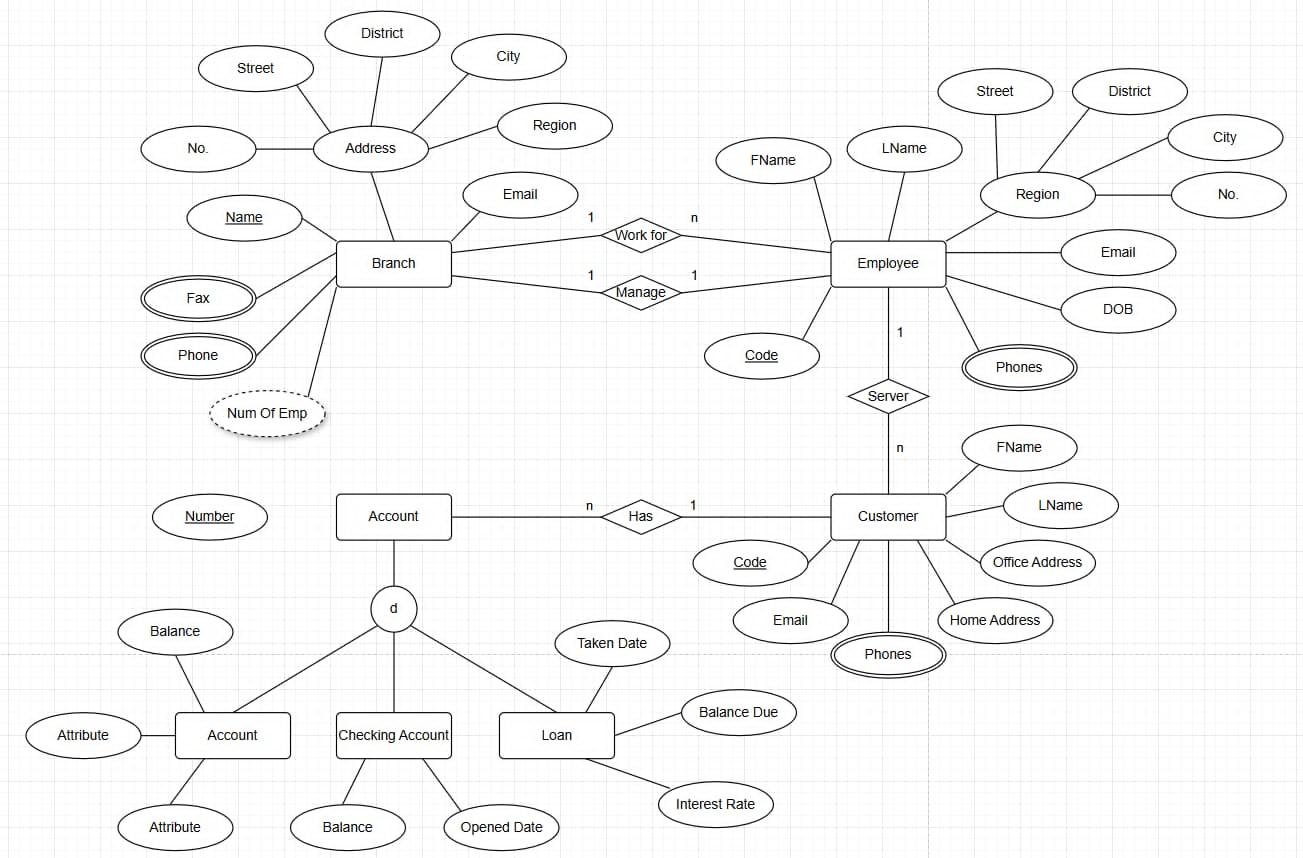 District
Street
City
Region
No.
Address
Name
Email
Branch
Fax
Phone
Num Of Emp
1
Work for
n
1
Manage
1
FName
LName
Street
District
City
Region
No.
Employee
Email
DOB
Code
Phones
1
Server
n
FName
LName
Number
Account
n
Has
1
Customer
Code
Office Address
Email
Home Address
Phones
d
Balance
Taken Date
Balance Due
Attribute
Account
Checking Account
Loan
Interest Rate
Attribute
Balance
Opened Date